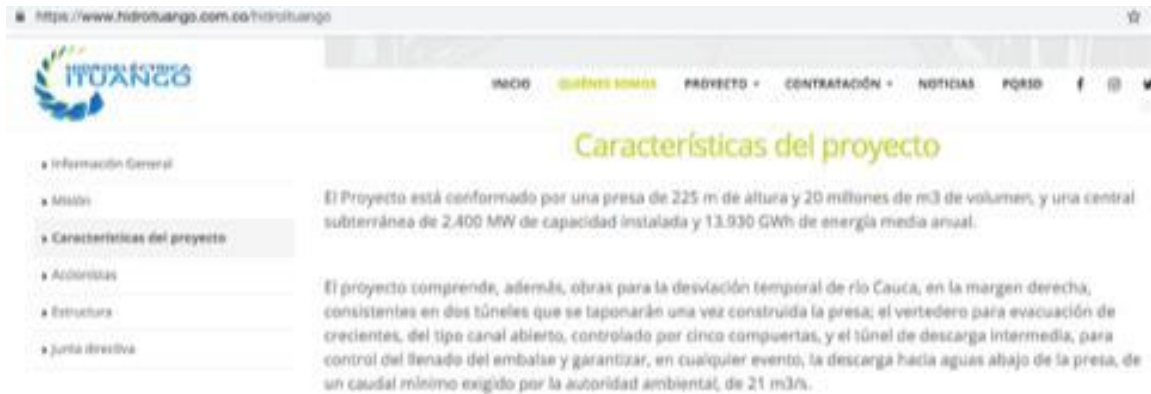 https://www.hidroituango.com.co/hidroituango
HIDROELÉCTRICA
ITUANGO
INICIO QUIÉNES SOMOS PROYECTO CONTRATACIÓN NOTICIAS PQRSD
Características del proyecto
Información General
Misión
Características del proyecto
Accionistas
Estructura
Junta directiva
El Proyecto está conformado por una presa de 225 m de altura y 20 millones de m3 de volumen, y una central
subterránea de 2.400 MW de capacidad instalada y 13.930 GWh de energía media anual.
El proyecto comprende, además, obras para la desviación temporal de río Cauca, en la margen derecha,
consistentes en dos túneles que se taponarán una vez construida la presa; el vertedero para evacuación de
crecientes, del tipo canal abierto, controlado por cinco compuertas, y el túnel de descarga intermedia, para
control del llenado del embalse y garantizar, en cualquier evento, la descarga hacia aguas abajo de la presa, de
un caudal mínimo exigido por la autoridad ambiental, de 21 m3/s.